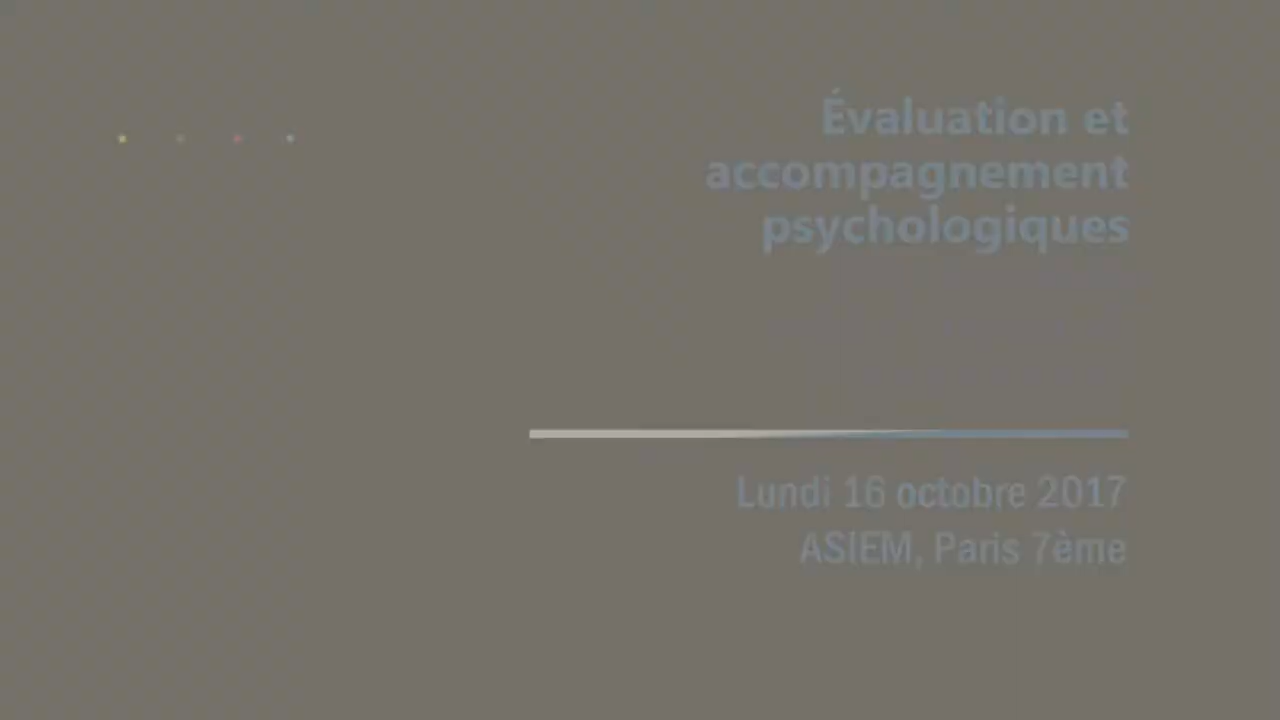 Évaluation et
accompagnement
psychologiques
Lundi 16 octobre 2017
ASIEM, Paris 7ème